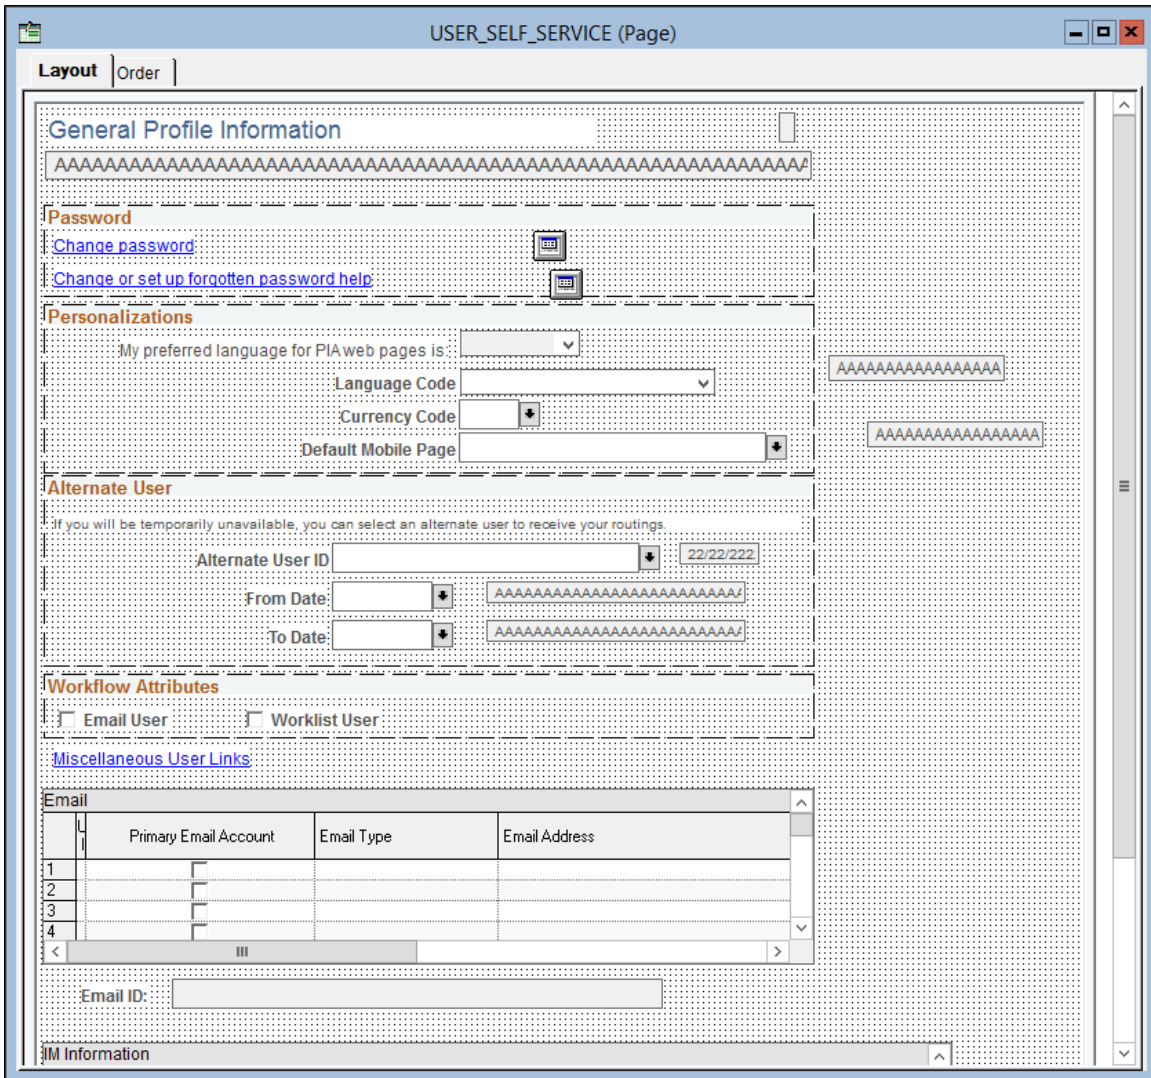 USER_SELF_SERVICE (Page)
Layout Order
General Profile Information
AAAAAAAAAAAAAAAAAAAAAAAAAAAAAAAAAAAAAAAAAAAAAAAAAAAAAAAAAAAA
Password
Change password
Change or set up forgotten password help
Personalizations
My preferred language for PIA web pages is:
AAAAAAAAAAAAAAAAA
Language Code
Currency Code
AAAAAAAAAAAAAAAAA
Default Mobile Page
Alternate User
If you will be temporarily unavailable, you can select an alternate user to receive your routings.
Alternate User ID 22/22/222
From Date AAAAAAAAAAAAAAAAAAAAAAAAAA
To Date AAAAAAAAAAAAAAAAAAAAAAAAAA
Workflow Attributes
Email User Worklist User
Miscellaneous User Links
Email
Primary Email Account Email Type Email Address
1
2
3
4
Email ID:
IM Information